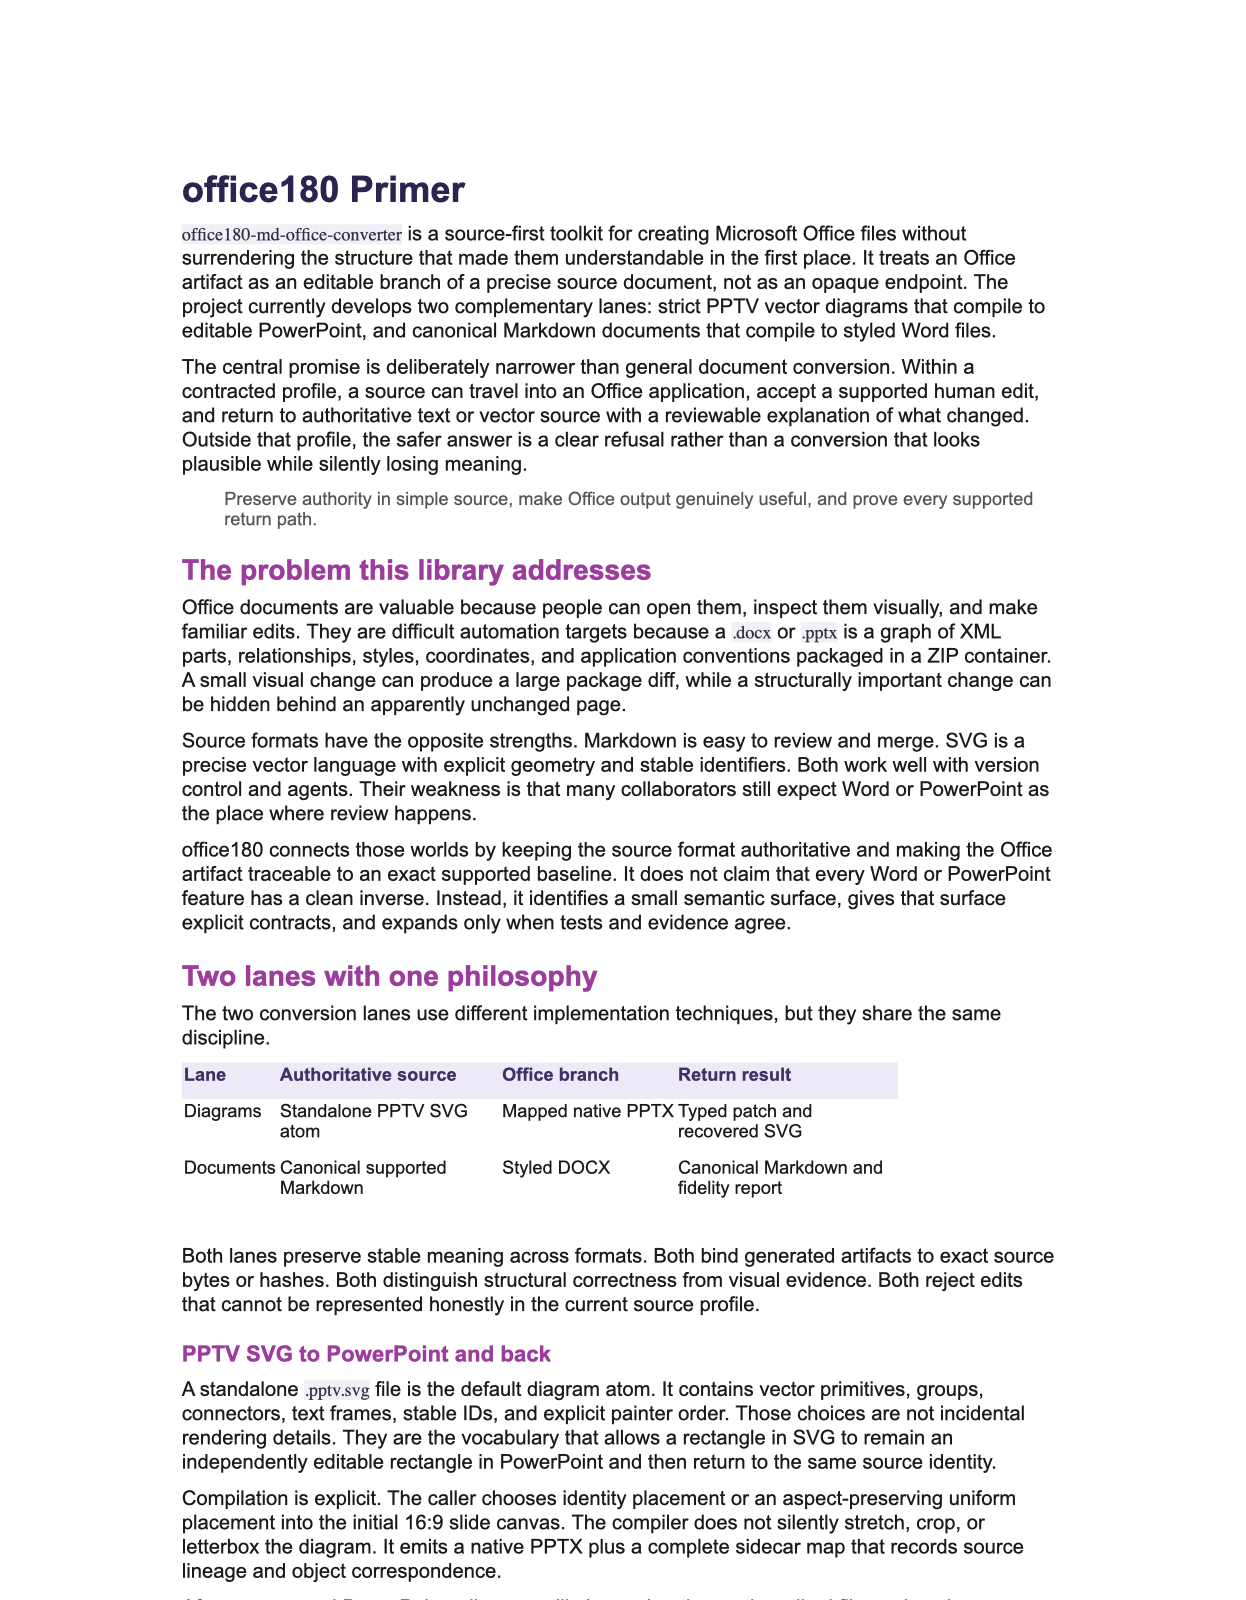 office180 Primer
office180-md-office-converter is a source-first toolkit for creating Microsoft Office files without
surrendering the structure that made them understandable in the first place. It treats an Office
artifact as an editable branch of a precise source document, not as an opaque endpoint. The
project currently develops two complementary lanes: strict PPTV vector diagrams that compile to
editable PowerPoint, and canonical Markdown documents that compile to styled Word files.
The central promise is deliberately narrower than general document conversion. Within a
contracted profile, a source can travel into an Office application, accept a supported human edit,
and return to authoritative text or vector source with a reviewable explanation of what changed.
Outside that profile, the safer answer is a clear refusal rather than a conversion that looks
plausible while silently losing meaning.
Preserve authority in simple source, make Office output genuinely useful, and prove every supported
return path.
The problem this library addresses
Office documents are valuable because people can open them, inspect them visually, and make
familiar edits. They are difficult automation targets because a .docx or .pptx is a graph of XML
parts, relationships, styles, coordinates, and application conventions packaged in a ZIP container.
A small visual change can produce a large package diff, while a structurally important change can
be hidden behind an apparently unchanged page.
Source formats have the opposite strengths. Markdown is easy to review and merge. SVG is a
precise vector language with explicit geometry and stable identifiers. Both work well with version
control and agents. Their weakness is that many collaborators still expect Word or PowerPoint as
the place where review happens.
office180 connects those worlds by keeping the source format authoritative and making the Office
artifact traceable to an exact supported baseline. It does not claim that every Word or PowerPoint
feature has a clean inverse. Instead, it identifies a small semantic surface, gives that surface
explicit contracts, and expands only when tests and evidence agree.
Two lanes with one philosophy
The two conversion lanes use different implementation techniques, but they share the same
discipline.
Lane Authoritative source Office branch Return result
Diagrams Standalone PPTV SVG Mapped native PPTX Typed patch and
atom recovered SVG
Documents Canonical supported Styled DOCX Canonical Markdown and
Markdown fidelity report
Both lanes preserve stable meaning across formats. Both bind generated artifacts to exact source
bytes or hashes. Both distinguish structural correctness from visual evidence. Both reject edits
that cannot be represented honestly in the current source profile.
PPTV SVG to PowerPoint and back
A standalone .pptv.svg file is the default diagram atom. It contains vector primitives, groups,
connectors, text frames, stable IDs, and explicit painter order. Those choices are not incidental
rendering details. They are the vocabulary that allows a rectangle in SVG to remain an
independently editable rectangle in PowerPoint and then return to the same source identity.
Compilation is explicit. The caller chooses identity placement or an aspect-preserving uniform
placement into the initial 16:9 slide canvas. The compiler does not silently stretch, crop, or
letterbox the diagram. It emits a native PPTX plus a complete sidecar map that records source
lineage and object correspondence.